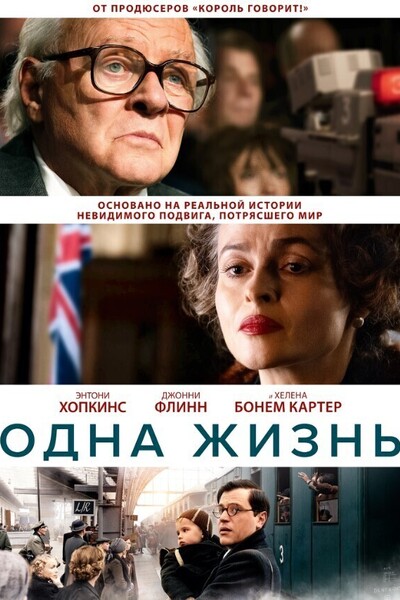 ОТ ПРОДЮСЕРОВ «КОРОЛЬ ГОВОРИТ!»
ОСНОВАНО НА РЕАЛЬНОЙ ИСТОРИИ
НЕВИДИМОГО ПОДВИГА, ПОТРЯСШЕГО МИР
ЭНТОНИ ХОПКИНС
ДЖОННИ ФЛИНН
И ХЕЛЕНА БОНЕМ КАРТЕР
ОДНА ЖИЗНЬ
3